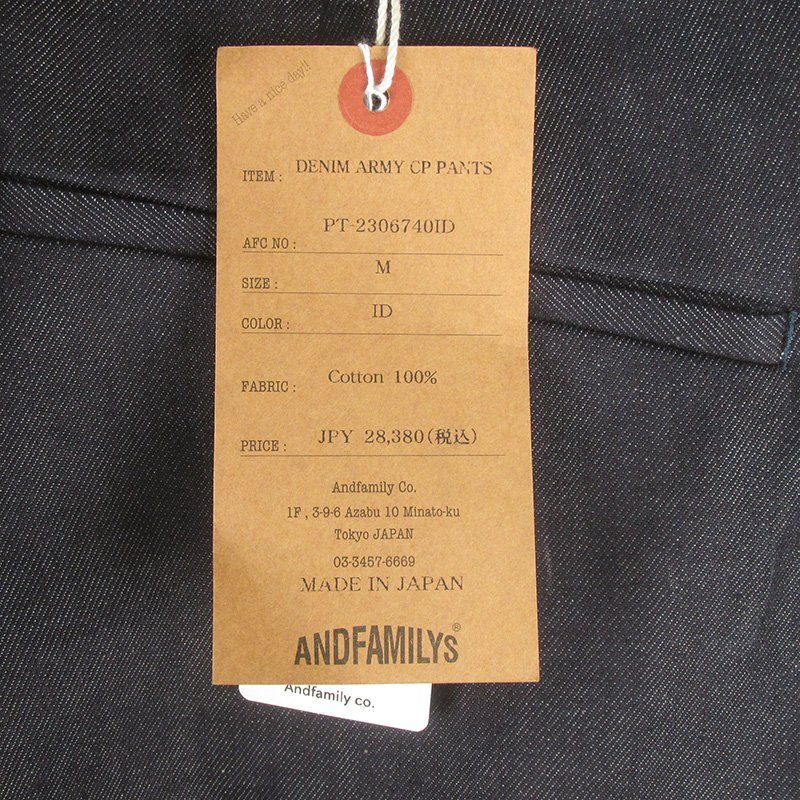 Have a nice day!!
ITEM : DENIM ARMY CP PANTS
AFC NO : PT-2306740ID
SIZE : M
COLOR : ID
FABRIC : Cotton 100%
PRICE : JPY 28,380(税込)
Andfamily Co.
1F , 3-9-6 Azabu 10 Minato-ku
Tokyo JAPAN
03-3457-6669
MADE IN JAPAN
ANDFAMILYS®
Andfamily co.